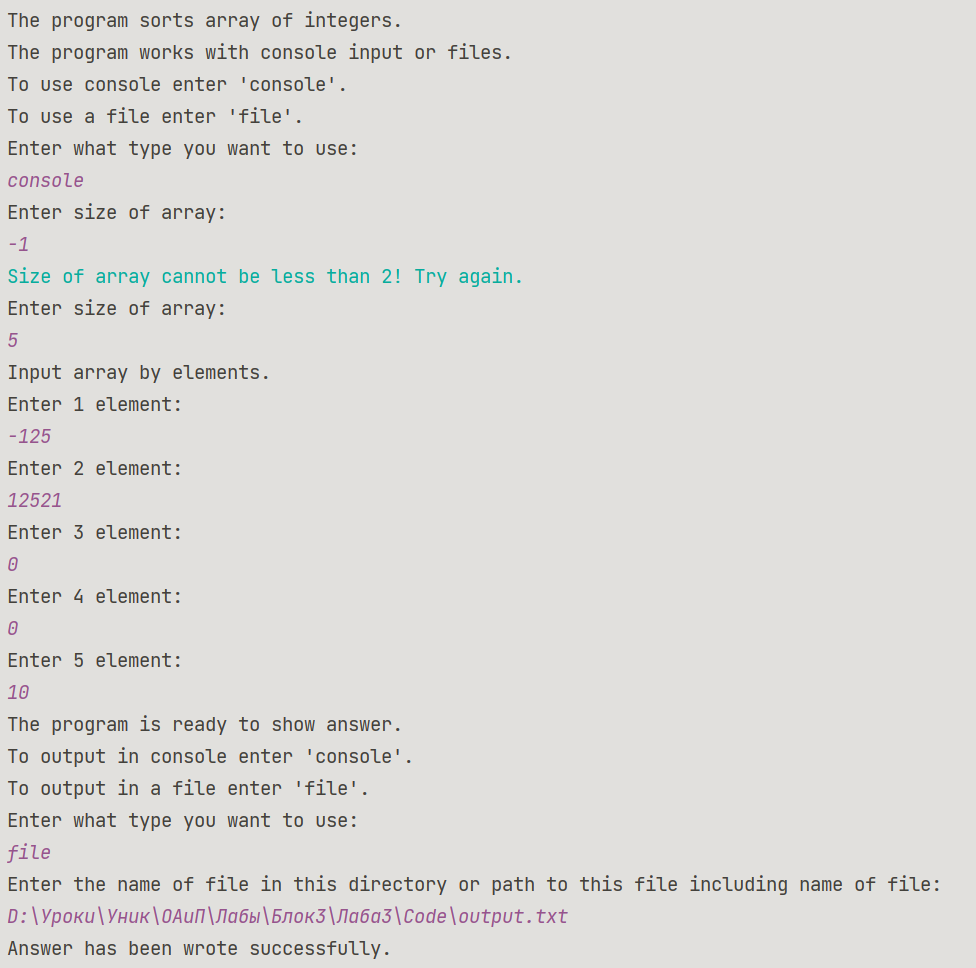 The program sorts array of integers.
The program works with console input or files.
To use console enter 'console'.
To use a file enter 'file'.
Enter what type you want to use:
console
Enter size of array:
-1
Size of array cannot be less than 2! Try again.
Enter size of array:
5
Input array by elements.
Enter 1 element:
-125
Enter 2 element:
12521
Enter 3 element:
0
Enter 4 element:
0
Enter 5 element:
10
The program is ready to show answer.
To output in console enter 'console'.
To output in a file enter 'file'.
Enter what type you want to use:
file
Enter the name of file in this directory or path to this file including name of file:
D:\Уроки\Уник\ОАиП\Лабы\Блок3\Лаба3\Code\output.txt
Answer has been wrote successfully.